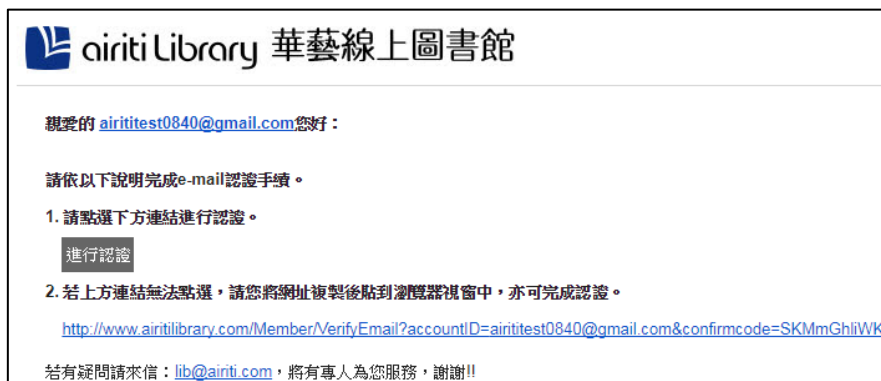 airiti Library 華藝線上圖書館
親愛的 airititest0840@gmail.com您好：
請依以下說明完成e-mail認證手續。
1. 請點選下方連結進行認證。
進行認證
2. 若上方連結無法點選，請您將網址複製後貼到瀏覽器視窗中，亦可完成認證。
http://www.airitilibrary.com/Member/VerifyEmail?accountID=airititest0840@gmail.com&confirmcode=SKMmGhliWK
若有疑問請來信：lib@airiti.com，將有專人為您服務，謝謝!!